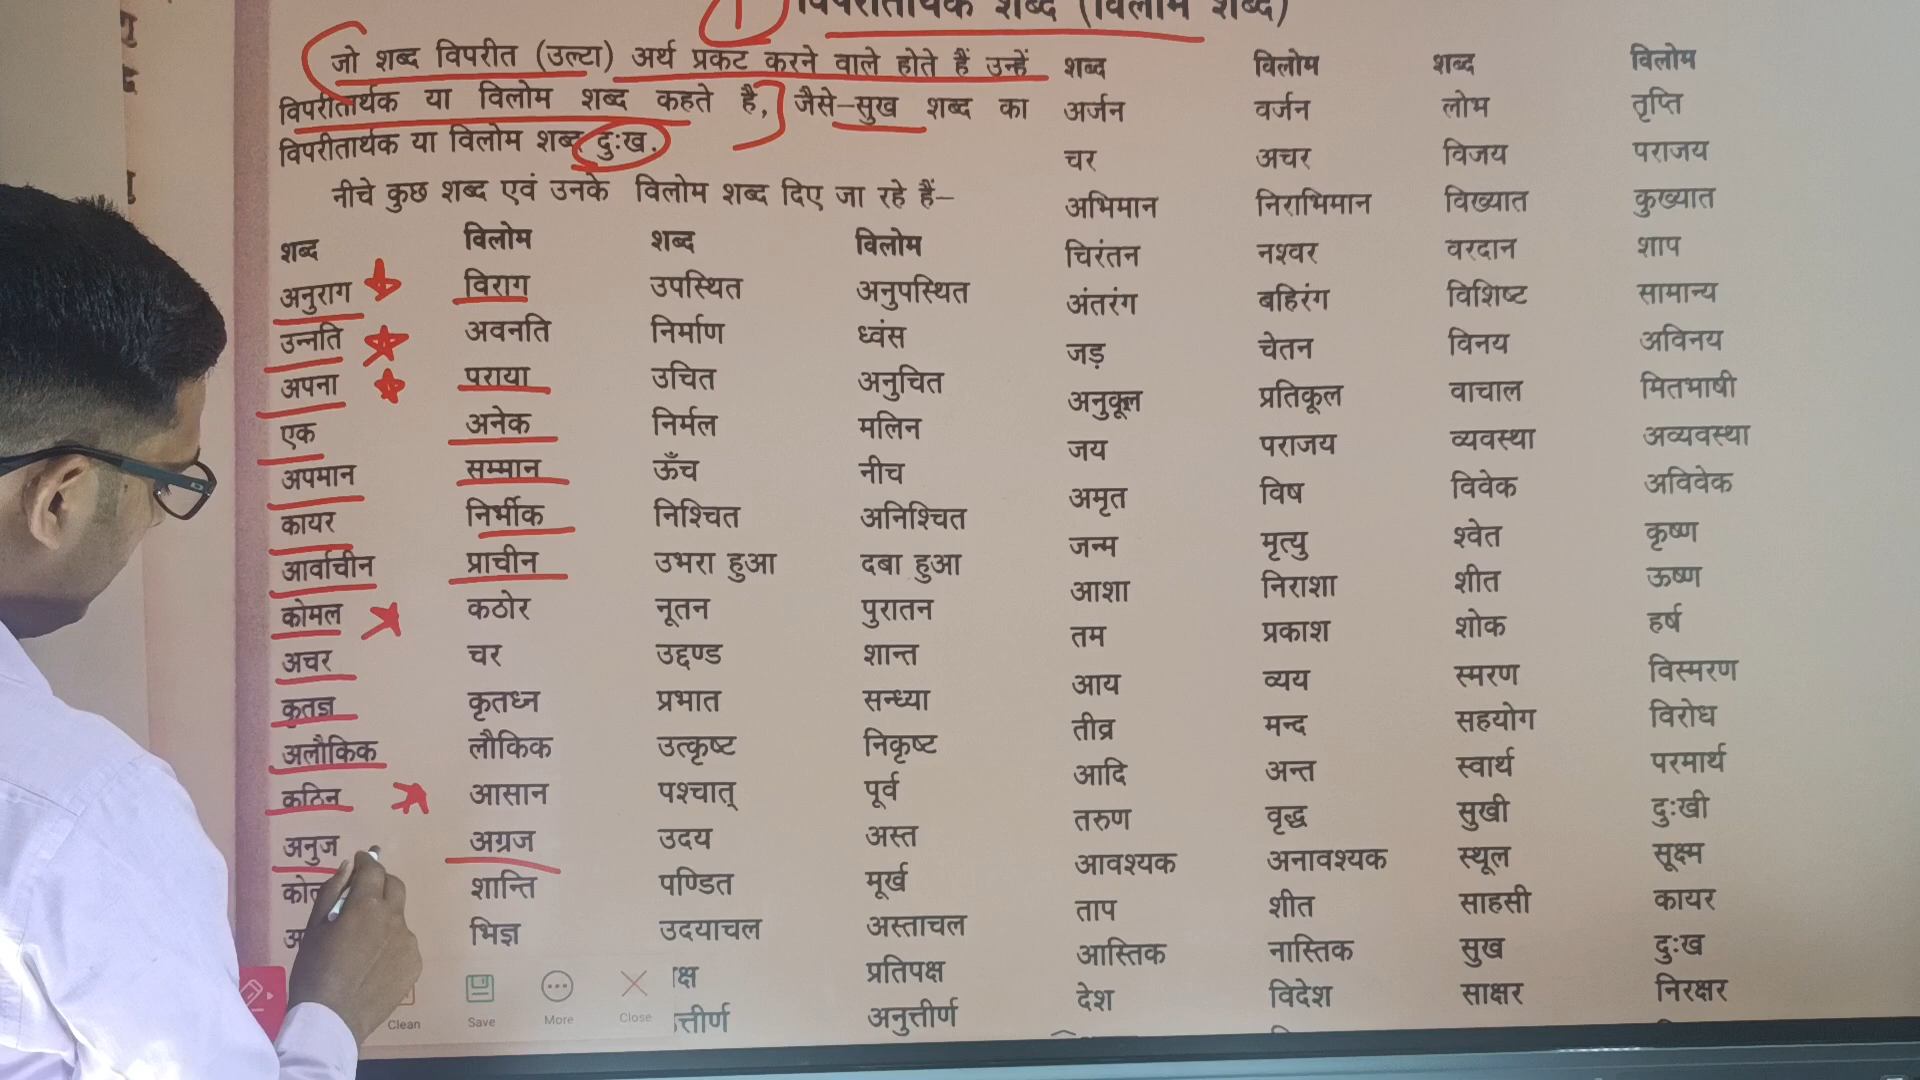 विपरीतार्थक शब्द (विलोम शब्द)
जो शब्द विपरीत (उल्टा) अर्थ प्रकट करने वाले होते हैं उन्हें
विपरीतार्थक या विलोम शब्द कहते हैं, जैसे–सुख शब्द का
विपरीतार्थक या विलोम शब्द दुःख.
नीचे कुछ शब्द एवं उनके विलोम शब्द दिए जा रहे हैं–
शब्द विलोम शब्द विलोम
अनुराग विराग उपस्थित अनुपस्थित
उन्नति अवनति निर्माण ध्वंस
अपना पराया उचित अनुचित
एक अनेक निर्मल मलिन
अपमान सम्मान ऊँच नीच
कायर निर्भीक निश्चित अनिश्चित
आर्वाचीन प्राचीन उभरा हुआ दबा हुआ
कोमल कठोर नूतन पुरातन
अचर चर उद्दण्ड शान्त
कृतज्ञ कृतध्न प्रभात सन्ध्या
अलौकिक लौकिक उत्कृष्ट निकृष्ट
कठिन आसान पश्चात् पूर्व
अनुज अग्रज उदय अस्त
शान्ति पण्डित मूर्ख
भिज्ञ उदयाचल अस्ताचल
प्रतिपक्ष
अनुत्तीर्ण
शब्द विलोम शब्द विलोम
अर्जन वर्जन लोभ तृप्ति
चर अचर विजय पराजय
अभिमान निराभिमान विख्यात कुख्यात
चिरंतन नश्वर वरदान शाप
अंतरंग बहिरंग विशिष्ट सामान्य
जड़ चेतन विनय अविनय
अनुकूल प्रतिकूल वाचाल मितभाषी
जय पराजय व्यवस्था अव्यवस्था
अमृत विष विवेक अविवेक
जन्म मृत्यु श्वेत कृष्ण
आशा निराशा शीत ऊष्ण
तम प्रकाश शोक हर्ष
आय व्यय स्मरण विस्मरण
तीव्र मन्द सहयोग विरोध
आदि अन्त स्वार्थ परमार्थ
तरुण वृद्ध सुखी दुःखी
आवश्यक अनावश्यक स्थूल सूक्ष्म
ताप शीत साहसी कायर
आस्तिक नास्तिक सुख दुःख
देश विदेश साक्षर निरक्षर
Clean Save More Close